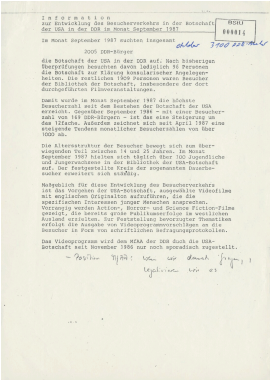 Information
zur Entwicklung des Besucherverkehrs in der Botschaft
der USA in der DDR im Monat September 1987
BStU
000014
Im Monat September 1987 suchten insgesamt
2005 DDR-Bürger
die Botschaft der USA in der DDR auf. Nach bisherigen
Überprüfungen besuchten davon lediglich 96 Personen
die Botschaft zur Klärung konsularischer Angelegen-
heiten. Die restlichen 1909 Personen waren Besucher
der Bibliothek der Botschaft, insbesondere der dort
durchgeführten Filmveranstaltungen.
Damit wurde im Monat September 1987 die höchste
Besucherzahl seit dem Bestehen der Botschaft der USA
erreicht. Gegenüber September 1986 - mit einer Besucher-
zahl von 169 DDR-Bürgern - ist das eine Steigerung um
das 12fache. Außerdem zeichnet sich seit April 1987 eine
steigende Tendenz monatlicher Besucherzahlen von über
1000 ab.
Die Altersstruktur der Besucher bewegt sich zum über-
wiegenden Teil zwischen 14 und 25 Jahren. Im Monat
September 1987 hielten sich täglich über 100 Jugendliche
und Jungerwachsene in der Bibliothek der USA-Botschaft
auf. Der festgestellte Kreis der sogenannten Dauerbe-
sucher erweitert sich ständig.
Maßgeblich für diese Entwicklung des Besucherverkehrs
ist das Vorgehen der USA-Botschaft, ausgewählte Videofilme
mit englischen Originalton aufzuführen, die die
spezifischen Interessen junger Menschen ansprechen.
Vorrangig werden Action-, Horror- und Science Fiction-Filme
gezeigt, die bereits große Publikumserfolge im westlichen
Ausland erzielten. Zur Feststellung bevorzugter Thematiken
erfolgt die Ausgabe von Videoprogrammvorschlägen an die
Besucher in Form von schriftlichen Befragungsprotokollen.
Das Videoprogramm wird dem MfAA der DDR durch die USA-
Botschaft seit November 1986 nur noch sporadisch zugestellt.